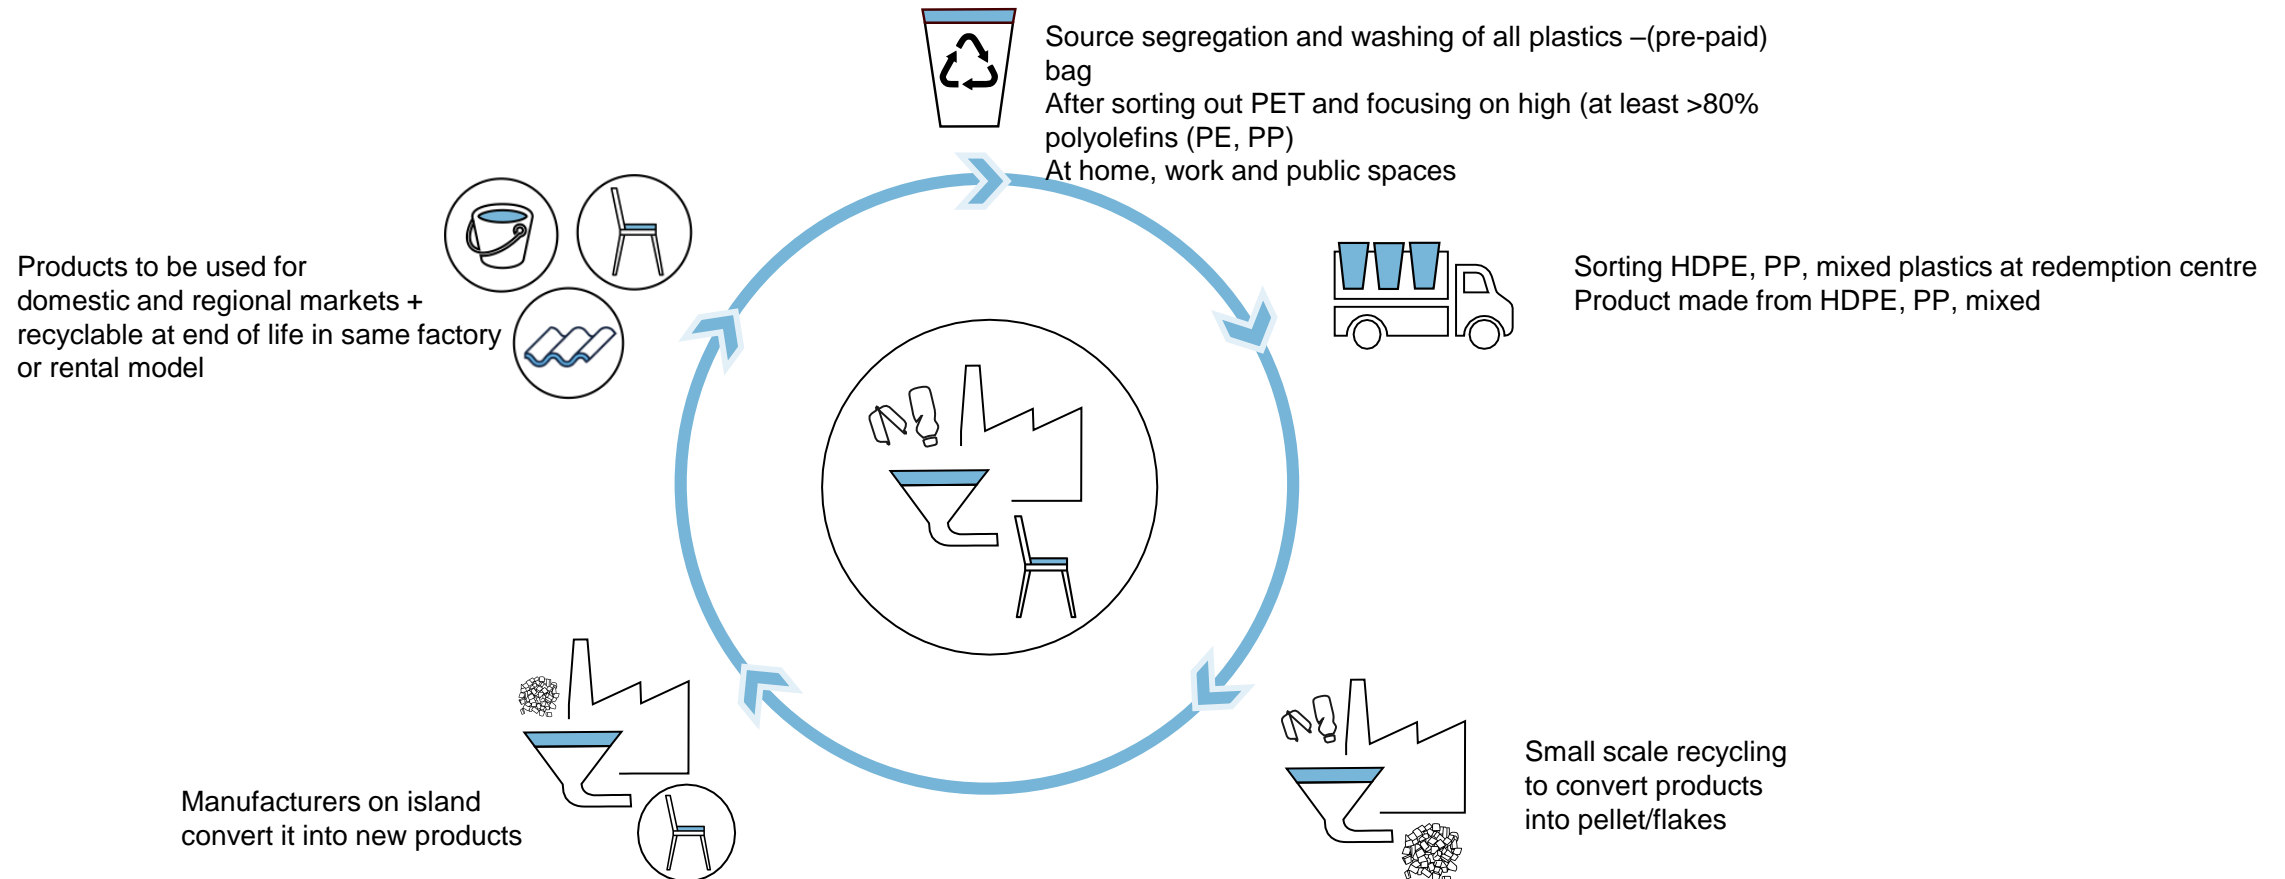 Source segregation and washing of all plastics –(pre-paid)
bag
After sorting out PET and focusing on high (at least >80%
polyolefins (PE, PP)
At home, work and public spaces
Sorting HDPE, PP, mixed plastics at redemption centre
Product made from HDPE, PP, mixed
Small scale recycling
to convert products
into pellet/flakes
Manufacturers on island
convert it into new products
Products to be used for
domestic and regional markets +
recyclable at end of life in same factory
or rental model